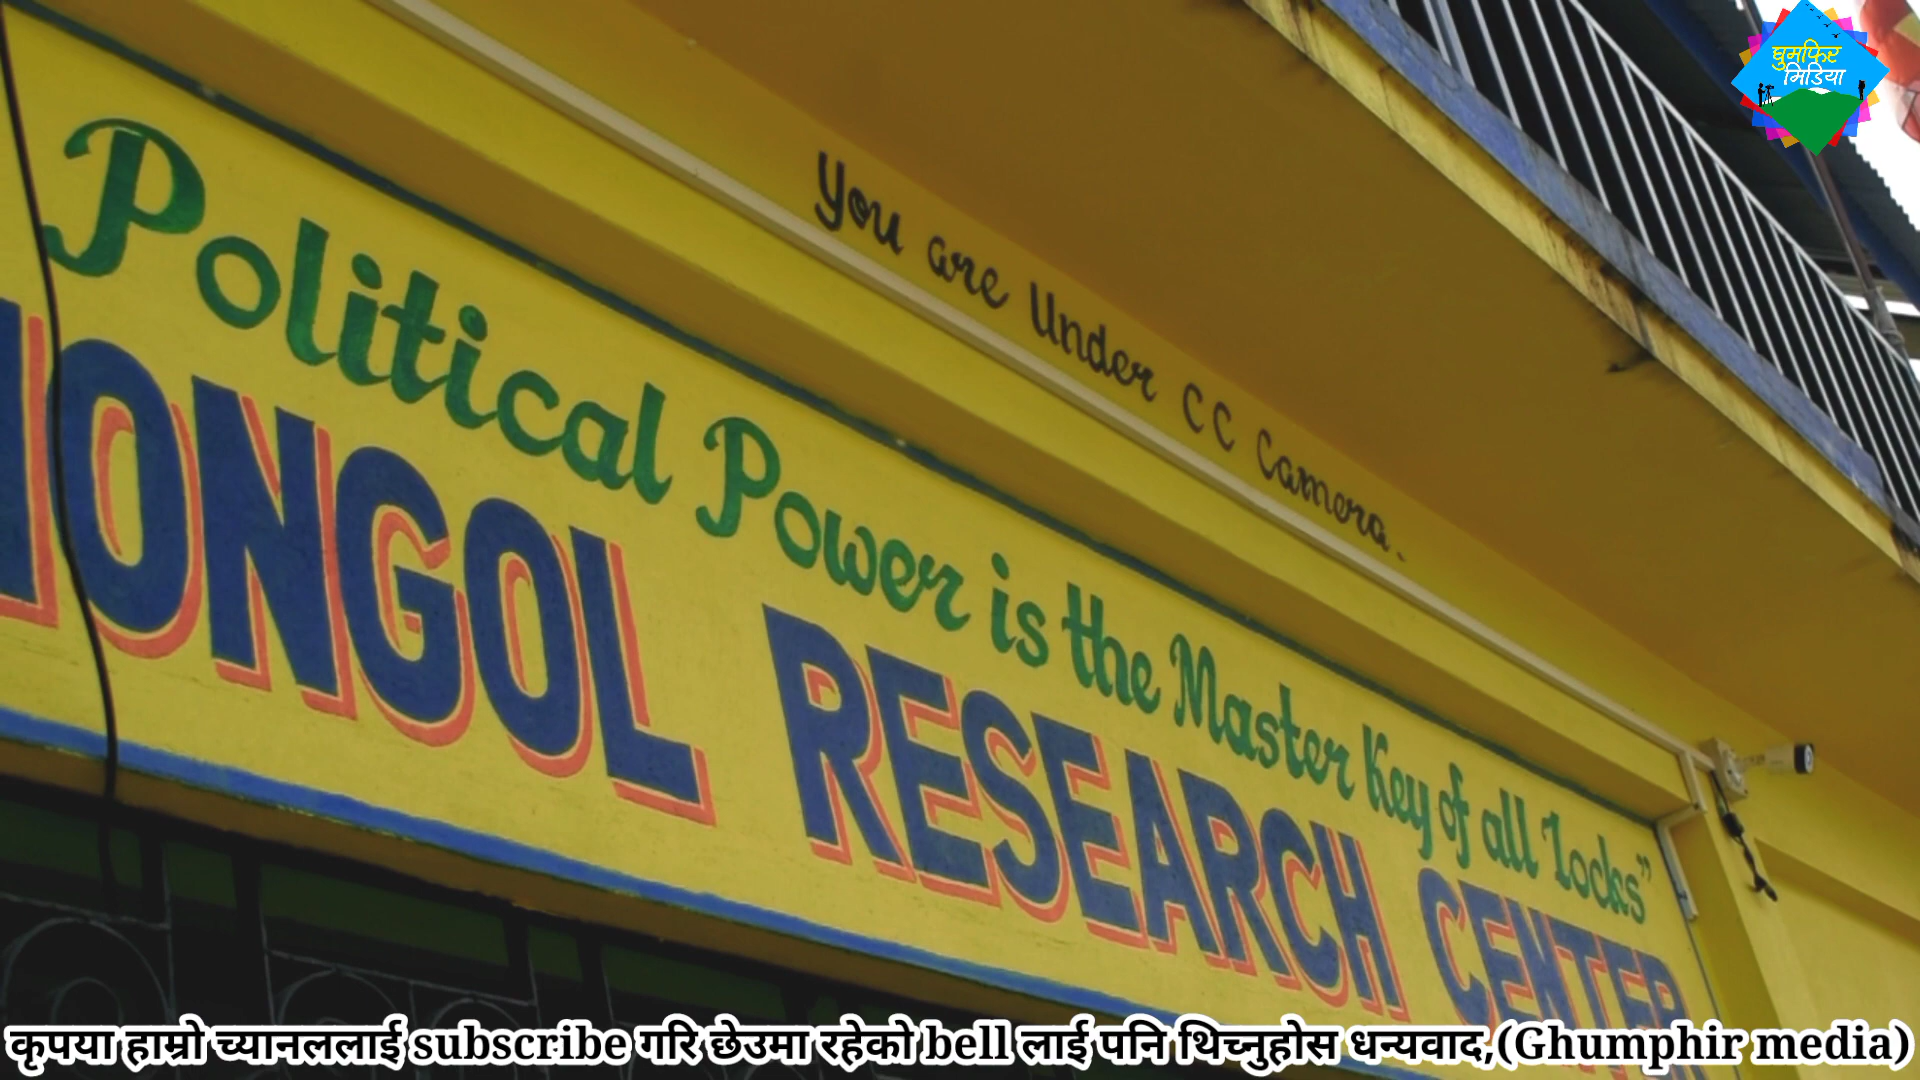 घुमफिर
मिडिया
You are Under CC Camera.
Political Power is the Master Key of all Locks”
MONGOL RESEARCH CENTER
कृपया हाम्रो च्यानललाई subscribe गरि छेउमा रहेको bell लाई पनि थिच्नुहोस धन्यवाद,(Ghumphir media)